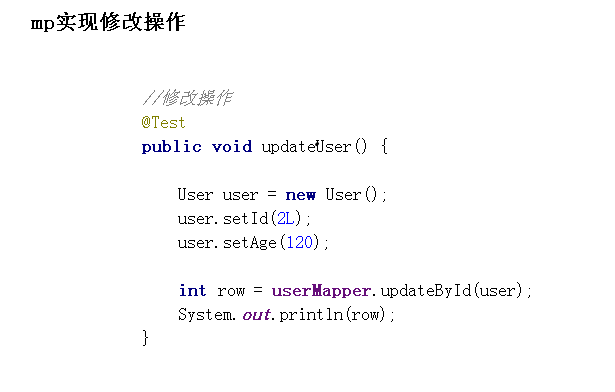 mp实现修改操作
//修改操作
@Test
public void updateUser() {
User user = new User();
user.setId(2L);
user.setAge(120);
int row = userMapper.updateById(user);
System.out.println(row);
}